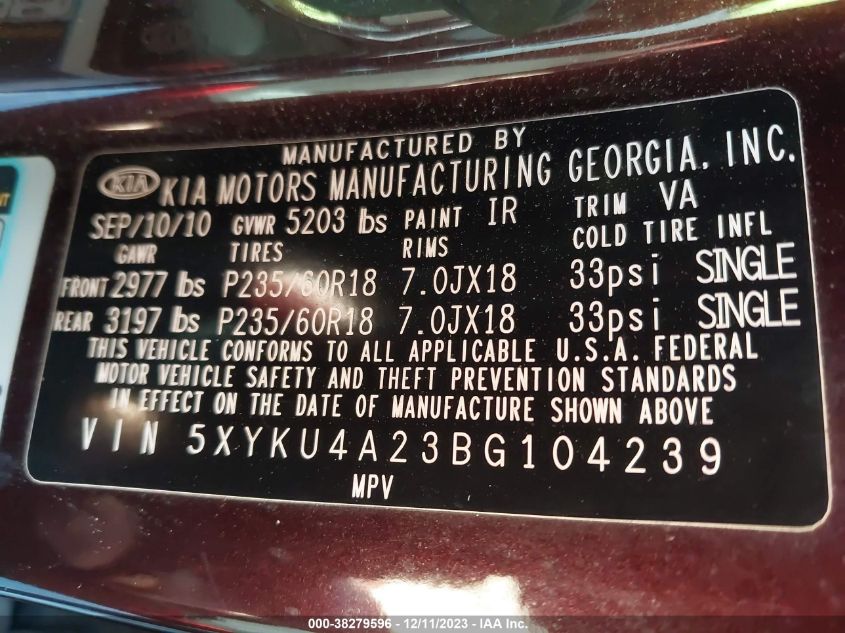 MANUFACTURED BY
KIA KIA MOTORS MANUFACTURING GEORGIA. INC.
SEP/10/10 GVWR 5203 lbs PAINT IR TRIM VA
GAWR TIRES RIMS COLD TIRE INFL
FRONT 2977 lbs P235/60R18 7.0JX18 33psi SINGLE
REAR 3197 lbs P235/60R18 7.0JX18 33psi SINGLE
THIS VEHICLE CONFORMS TO ALL APPLICABLE U.S.A. FEDERAL
MOTOR VEHICLE SAFETY AND THEFT PREVENTION STANDARDS
IN EFFECT ON THE DATE OF MANUFACTURE SHOWN ABOVE
VIN 5XYKU4A23BG104239
MPV
000-38279596 - 12/11/2023 - IAA Inc.